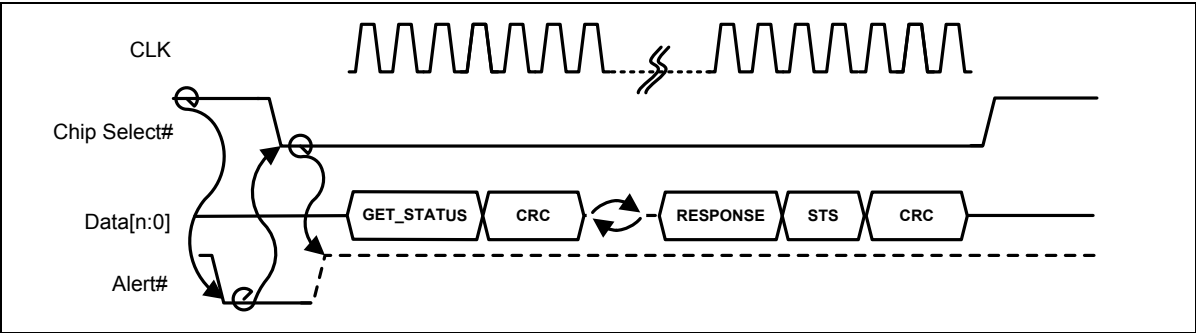 CLK
Chip Select#
Data[n:0] GET_STATUS CRC RESPONSE STS CRC
Alert#